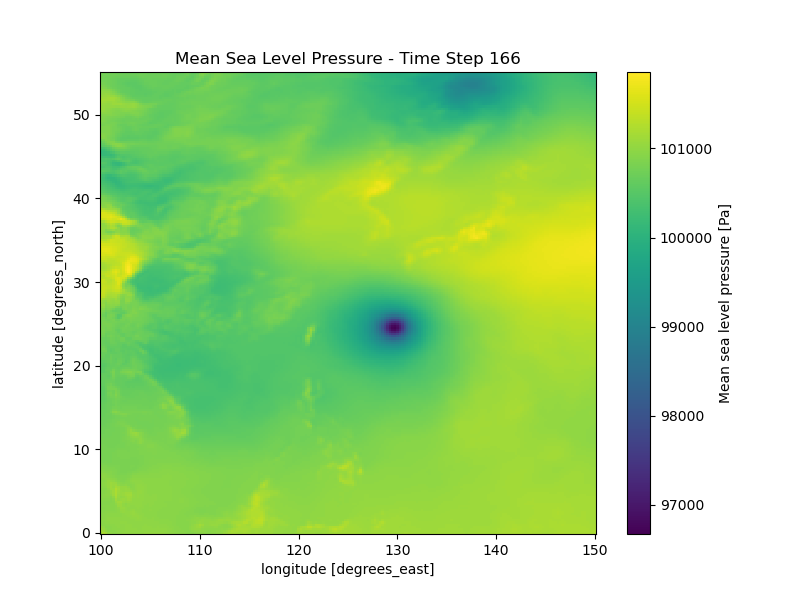 Mean Sea Level Pressure - Time Step 166
50
40
30
20
10
0
100 110 120 130 140 150
longitude [degrees_east]
latitude [degrees_north]
101000
100000
99000
98000
97000
Mean sea level pressure [Pa]